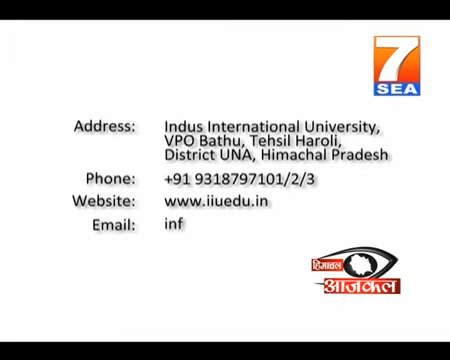 7
SEA
Address: Indus International University,
VPO Bathu, Tehsil Haroli,
District UNA, Himachal Pradesh
Phone: +91 9318797101/2/3
Website: www.iiuedu.in
Email: inf
हिमाचल
आजकल